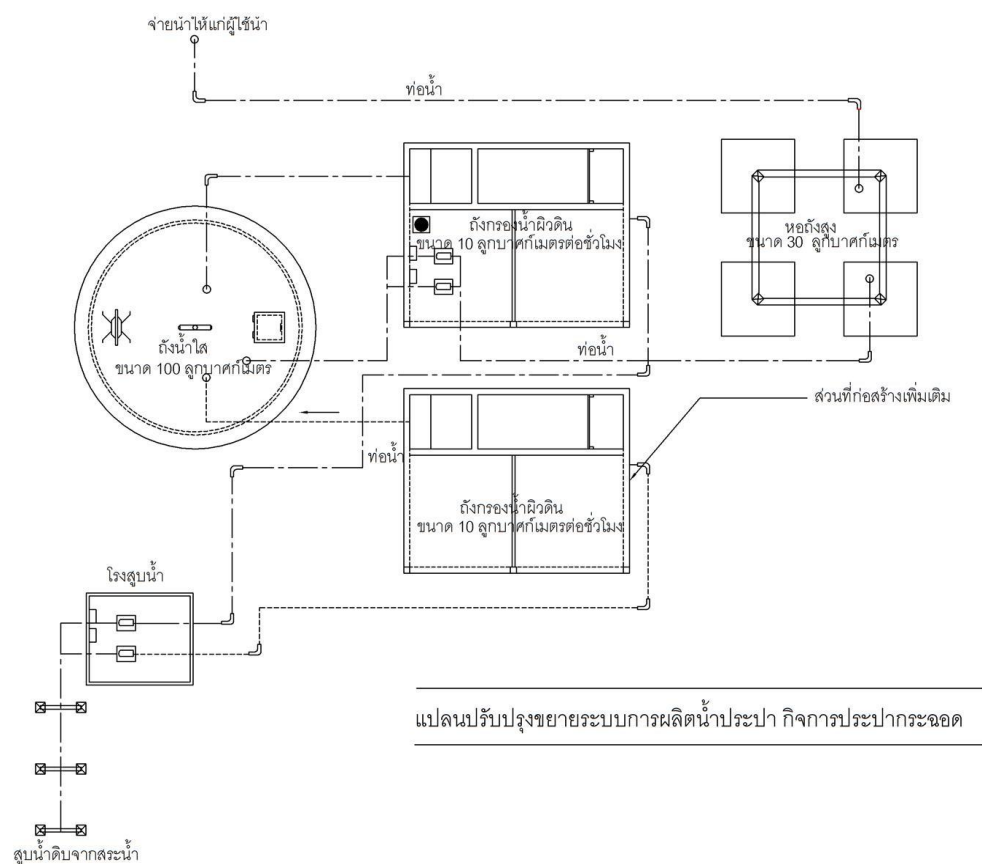 จ่ายน้ำให้แก่ผู้ใช้น้ำ
ท่อน้ำ
ถังกรองน้ำผิวดิน
ขนาด 10 ลูกบาศก์เมตรต่อชั่วโมง
หอถังสูง
ขนาด 30 ลูกบาศก์เมตร
ถังน้ำใส
ขนาด 100 ลูกบาศก์เมตร
ท่อน้ำ
ส่วนที่ก่อสร้างเพิ่มเติม
ท่อน้ำ
ถังกรองน้ำผิวดิน
ขนาด 10 ลูกบาศก์เมตรต่อชั่วโมง
โรงสูบน้ำ
แปลนปรับปรุงขยายระบบการผลิตน้ำประปา กิจการประปากระฉอด
สูบน้ำดิบจากสระน้ำ